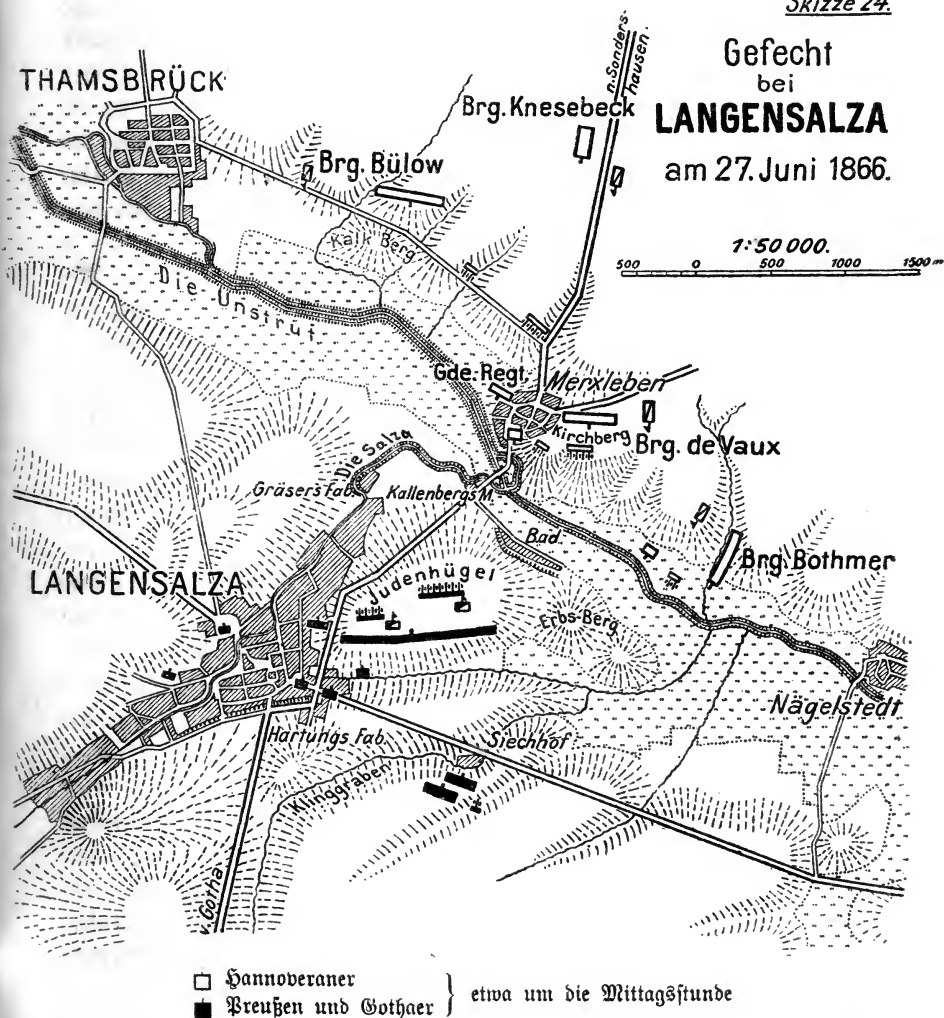 Skizze 24.
Gefecht
bei
LANGENSALZA
am 27. Juni 1866.
1:50 000.
500 0 500 1000 1500 m
n. Sonders-
hausen.
THAMSBRÜCK
Brg. Knesebeck
Brg. Bülow
Kalk Berg
Die Unstrut
Gde. Regt.
Merxleben
Kirchberg
Brg. de Vaux
Die Salza
Gräsers Fab.
Kallenbergs M.
Bad
LANGENSALZA
Judenhügel
Brg. Bothmer
Erbs-Berg
Nägelstedt
Hartungs Fab.
Siechhof
Klinggraben
v. Gotha
Hannoveraner
Preußen und Gothaer
etwa um die Mittagsstunde